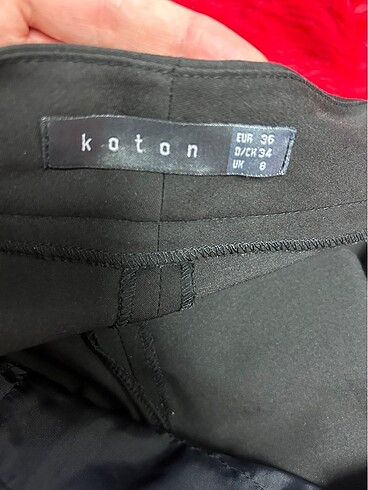 koton
EUR 36
D/CH 34
UK 8